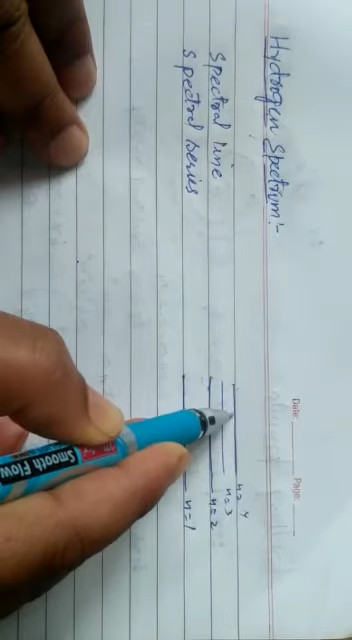 Date: Page:
Hydrogen Spectrum:-
Spectral line
Spectral Series
n=4
n=3
n=2
n=1
Smooth Flow